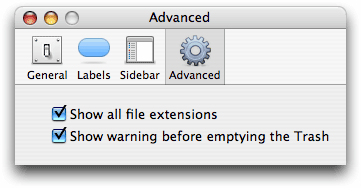 Advanced
General Labels Sidebar Advanced
Show all file extensions
Show warning before emptying the Trash